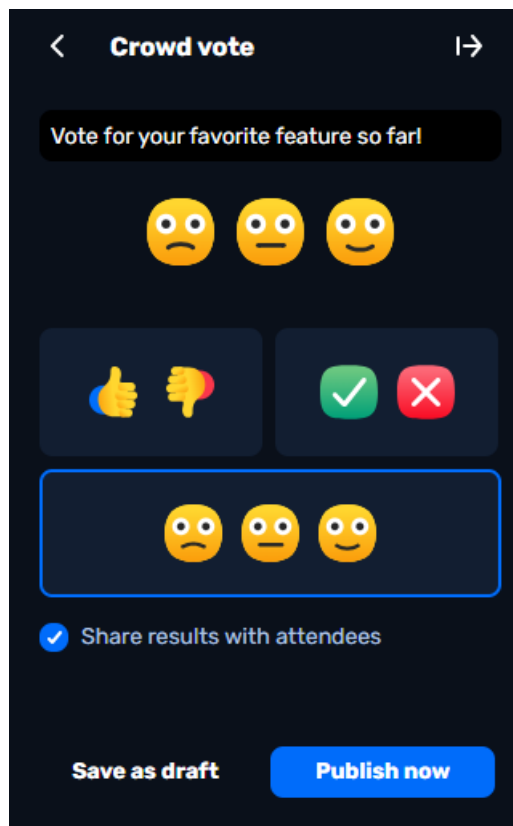 Crowd vote
Vote for your favorite feature so far!
Share results with attendees
Save as draft
Publish now